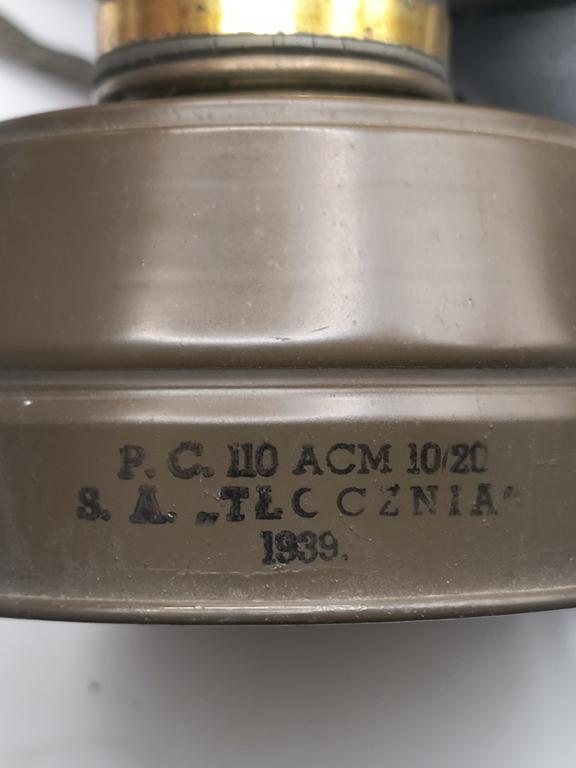 P. C. 110 ACM 10/20
S. A. „TŁOCZNIA”
1939.